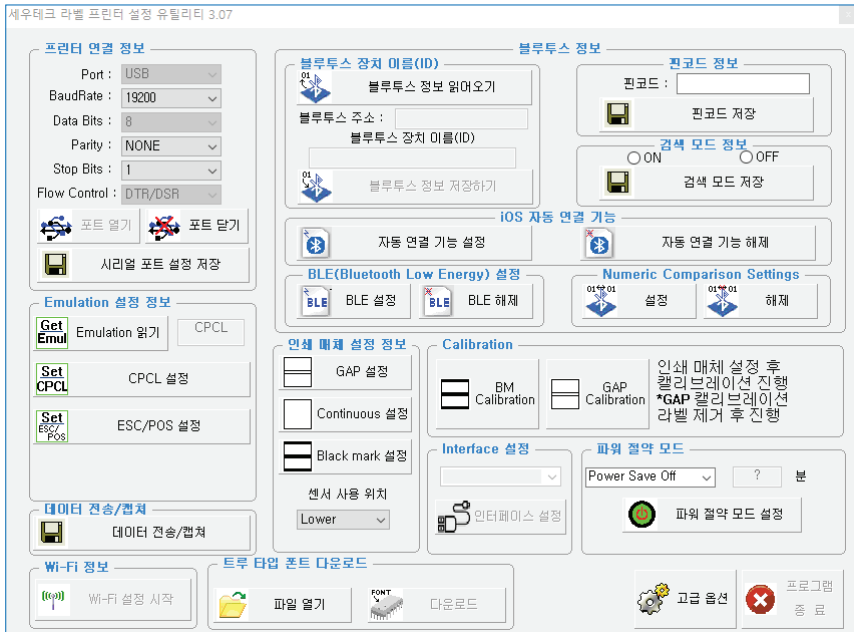 세우테크 라벨 프린터 설정 유틸리티 3.07
프린터 연결 정보
Port : USB
BaudRate : 19200
Data Bits : 8
Parity : NONE
Stop Bits : 1
Flow Control : DTR/DSR
포트 열기
포트 닫기
시리얼 포트 설정 저장
Emulation 설정 정보
Get Emul
Emulation 읽기
CPCL
Set CPCL
CPCL 설정
Set ESC/POS
ESC/POS 설정
데이터 전송/캡쳐
데이터 전송/캡쳐
Wi-Fi 정보
Wi-Fi 설정 시작
블루투스 정보
블루투스 장치 이름(ID)
01
블루투스 정보 읽어오기
블루투스 주소 :
블루투스 장치 이름(ID)
01
블루투스 정보 저장하기
핀코드 정보
핀코드 :
핀코드 저장
검색 모드 정보
ON
OFF
검색 모드 저장
iOS 자동 연결 기능
자동 연결 기능 설정
자동 연결 기능 해제
BLE(Bluetooth Low Energy) 설정
BLE
BLE 설정
BLE
BLE 해제
Numeric Comparison Settings
01 01
설정
01 01
해제
인쇄 매체 설정 정보
GAP 설정
Continuous 설정
Black mark 설정
센서 사용 위치
Lower
Calibration
BM
Calibration
GAP
Calibration
인쇄 매체 설정 후
캘리브레이션 진행
*GAP 캘리브레이션
라벨 제거 후 진행
Interface 설정
인터페이스 설정
파워 절약 모드
Power Save Off
?
분
파워 절약 모드 설정
트루 타입 폰트 다운로드
파일 열기
FONT
다운로드
고급 옵션
프로그램
종 료